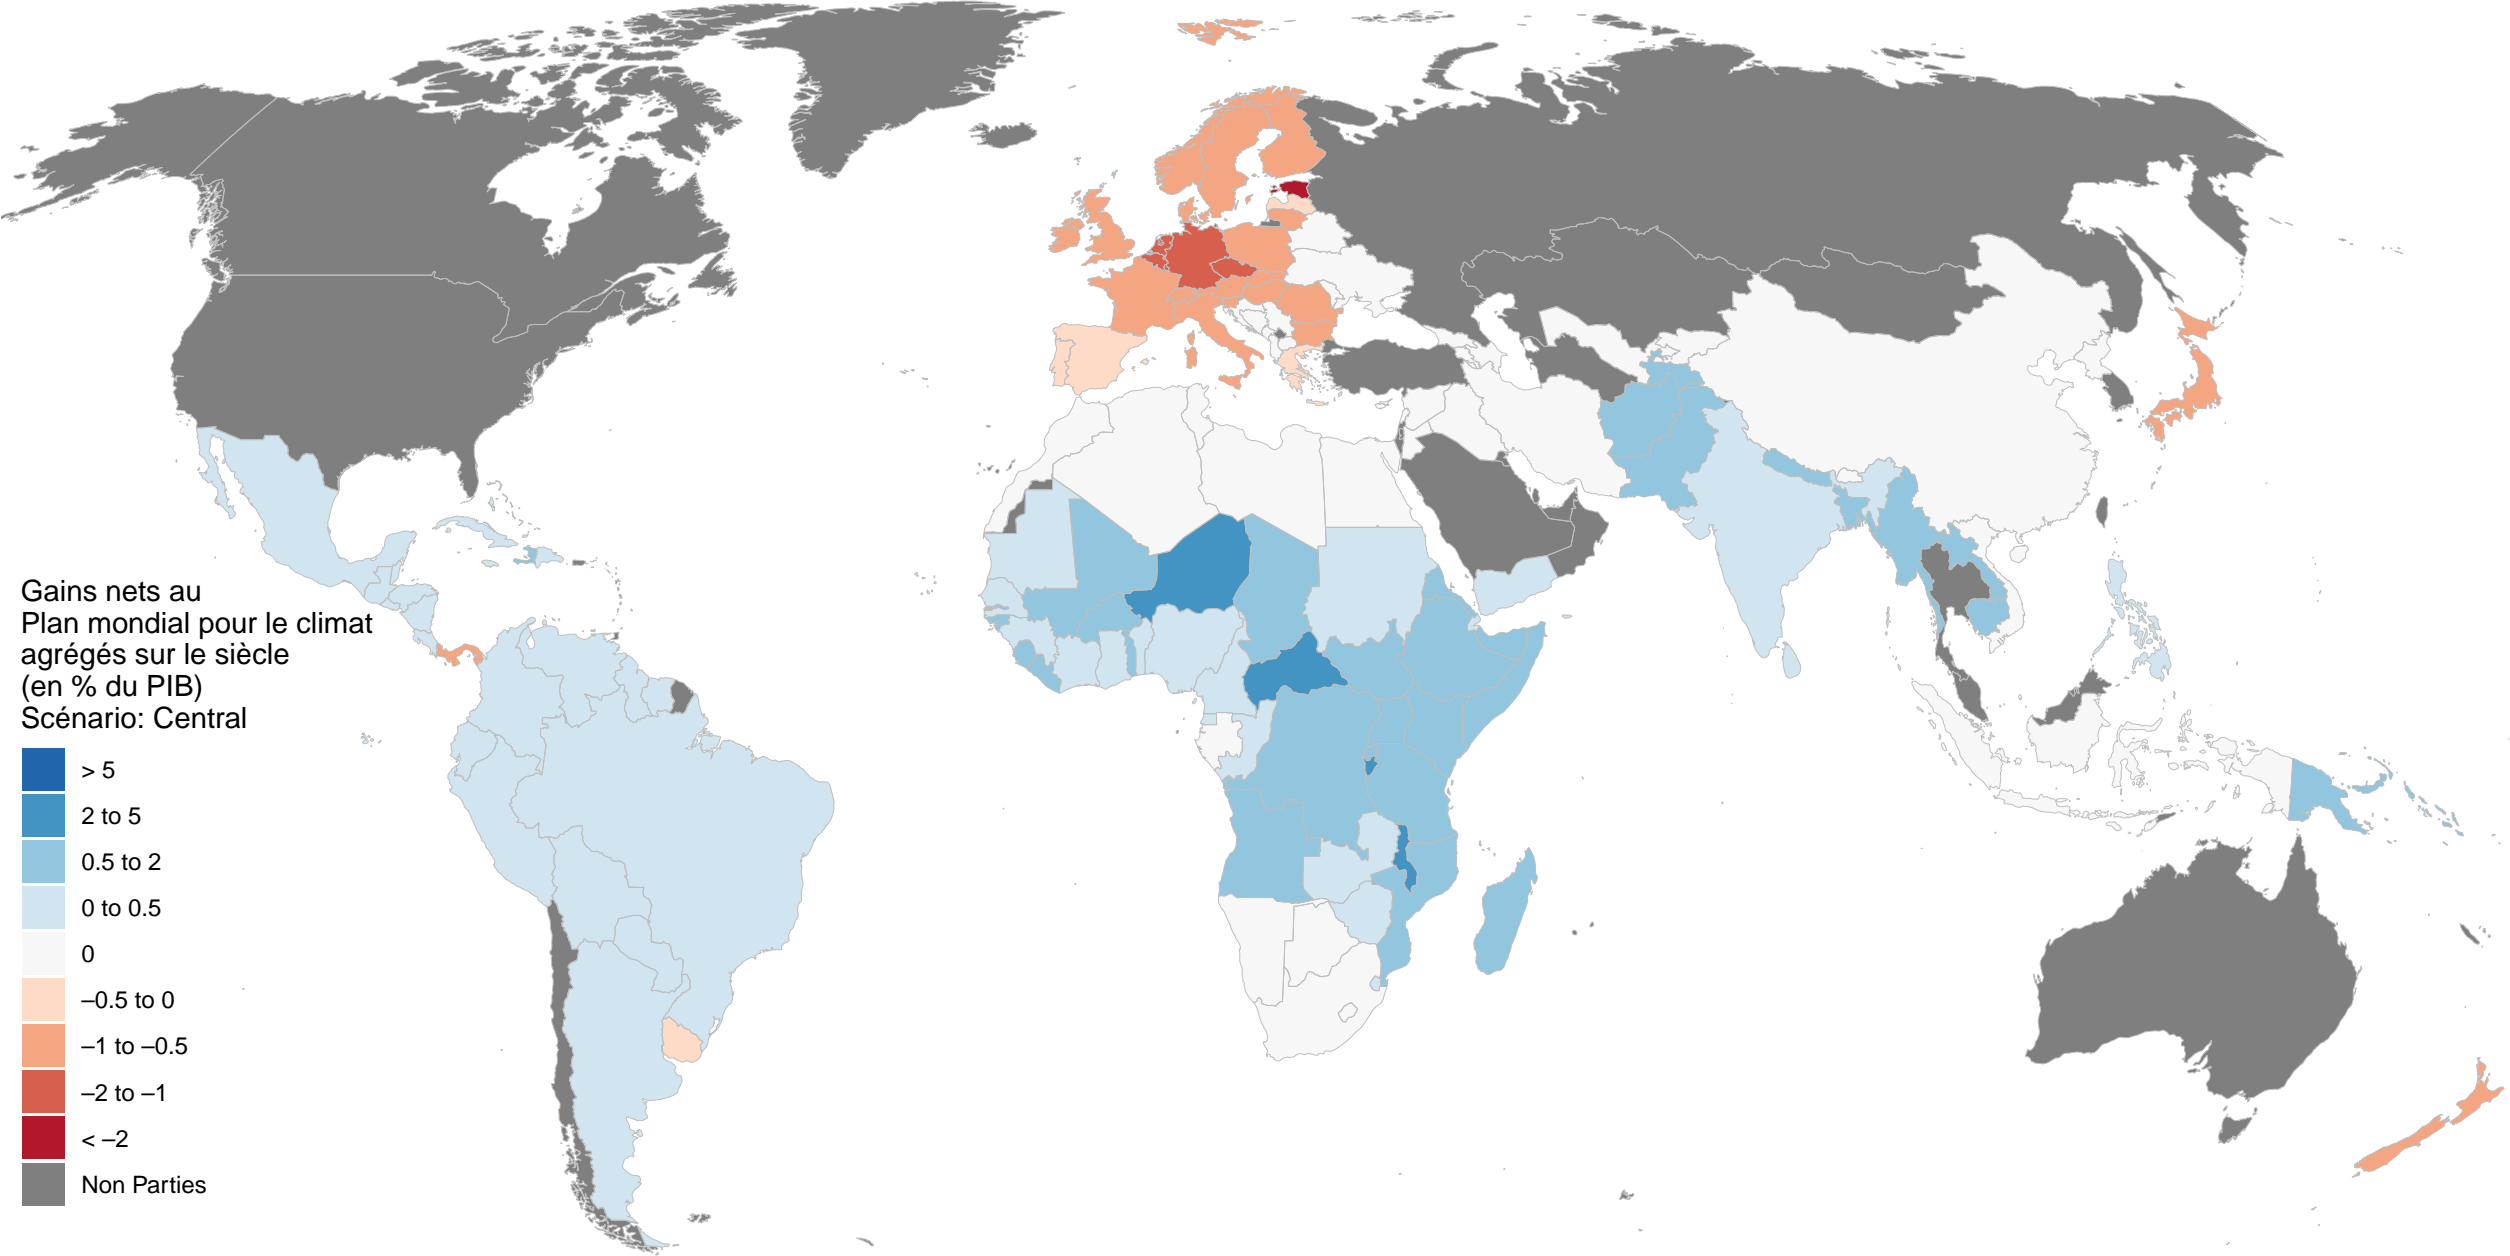 Gains nets au
Plan mondial pour le climat
agrégés sur le siècle
(en % du PIB)
Scénario: Central
> 5
2 to 5
0.5 to 2
0 to 0.5
0
–0.5 to 0
–1 to –0.5
–2 to –1
< –2
Non Parties